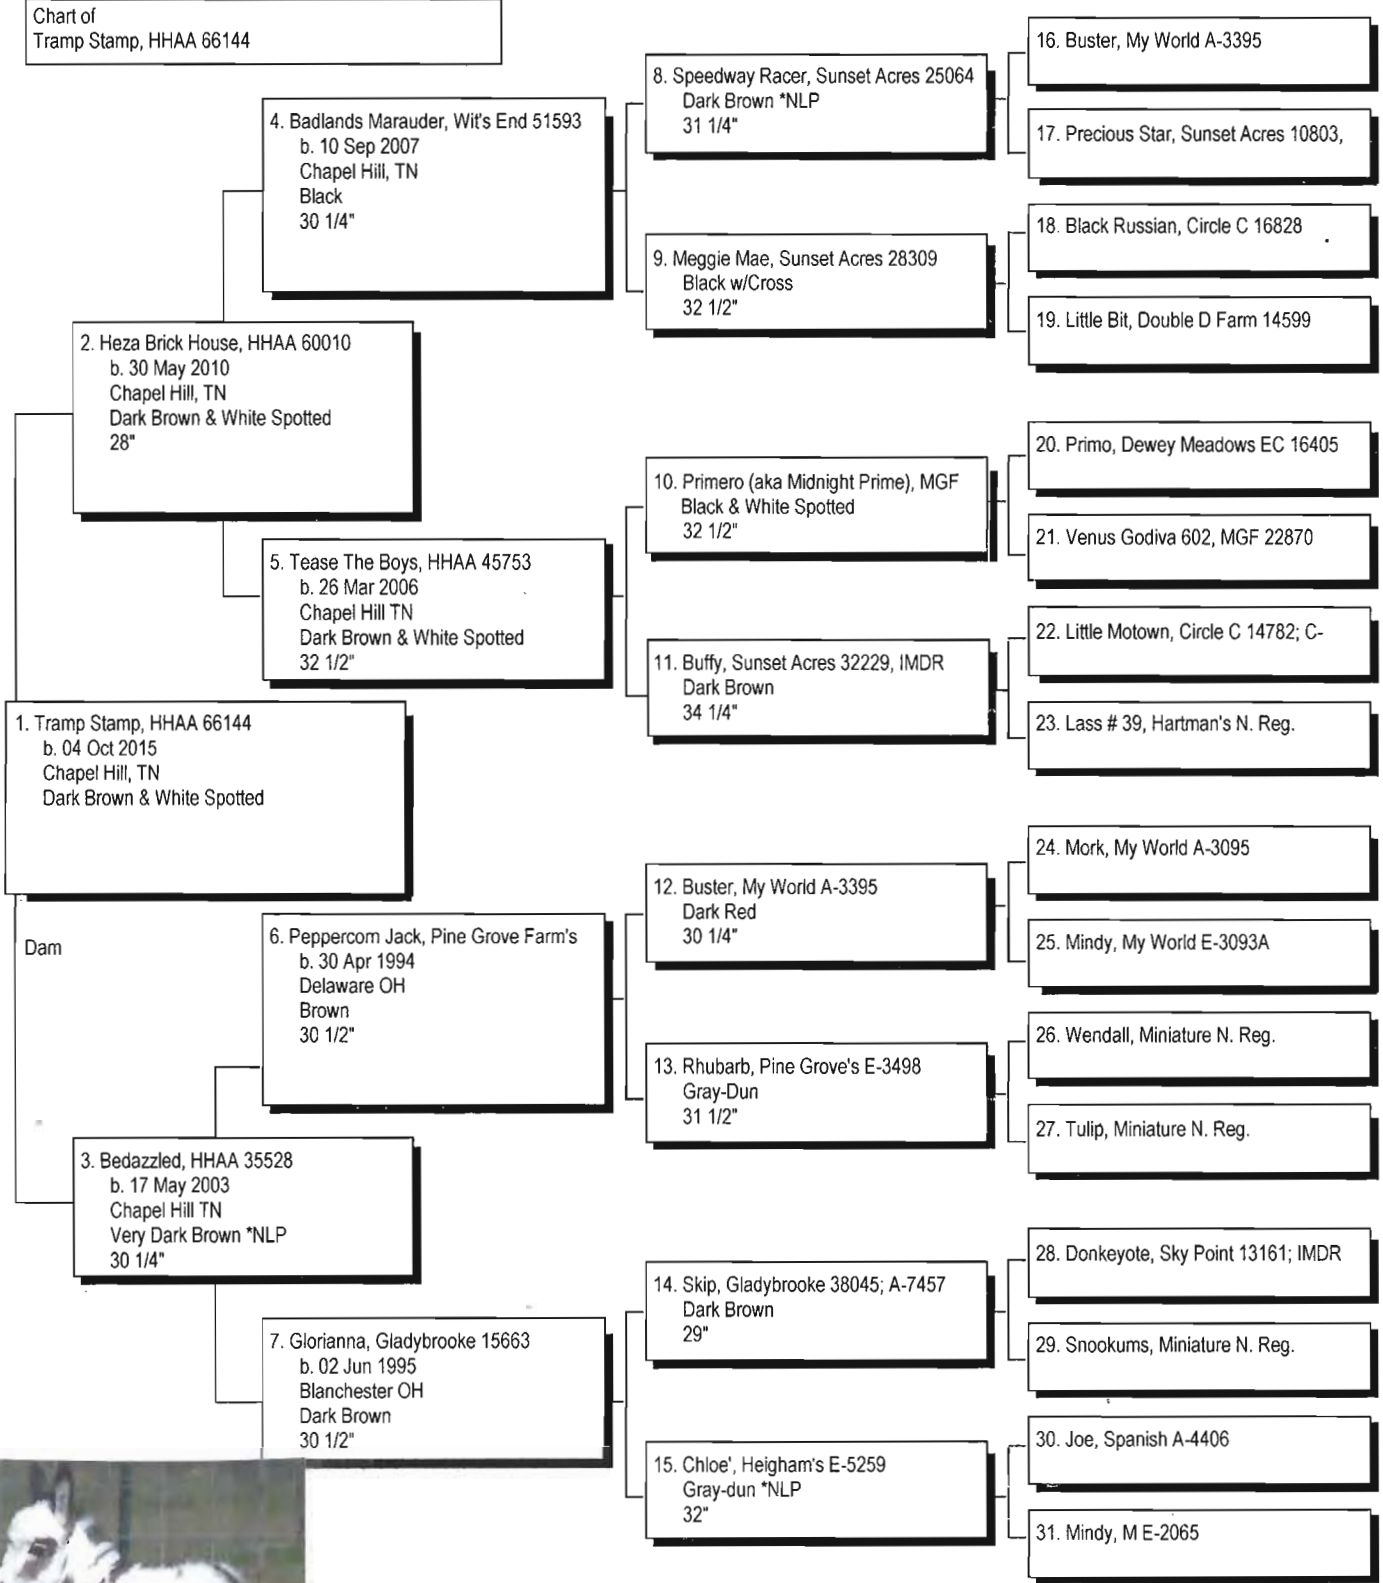 Chart of
Tramp Stamp, HHAA 66144
1. Tramp Stamp, HHAA 66144
b. 04 Oct 2015
Chapel Hill, TN
Dark Brown & White Spotted
Dam
2. Heza Brick House, HHAA 60010
b. 30 May 2010
Chapel Hill, TN
Dark Brown & White Spotted
28"
3. Bedazzled, HHAA 35528
b. 17 May 2003
Chapel Hill TN
Very Dark Brown *NLP
30 1/4"
4. Badlands Marauder, Wit's End 51593
b. 10 Sep 2007
Chapel Hill, TN
Black
30 1/4"
5. Tease The Boys, HHAA 45753
b. 26 Mar 2006
Chapel Hill TN
Dark Brown & White Spotted
32 1/2"
6. Peppercorn Jack, Pine Grove Farm's
b. 30 Apr 1994
Delaware OH
Brown
30 1/2"
7. Glorianna, Gladybrooke 15663
b. 02 Jun 1995
Blanchester OH
Dark Brown
30 1/2"
8. Speedway Racer, Sunset Acres 25064
Dark Brown *NLP
31 1/4"
9. Meggie Mae, Sunset Acres 28309
Black w/Cross
32 1/2"
10. Primero (aka Midnight Prime), MGF
Black & White Spotted
32 1/2"
11. Buffy, Sunset Acres 32229, IMDR
Dark Brown
34 1/4"
12. Buster, My World A-3395
Dark Red
30 1/4"
13. Rhubarb, Pine Grove's E-3498
Gray-Dun
31 1/2"
14. Skip, Gladybrooke 38045; A-7457
Dark Brown
29"
15. Chloe', Heigham's E-5259
Gray-dun *NLP
32"
16. Buster, My World A-3395
17. Precious Star, Sunset Acres 10803,
18. Black Russian, Circle C 16828
19. Little Bit, Double D Farm 14599
20. Primo, Dewey Meadows EC 16405
21. Venus Godiva 602, MGF 22870
22. Little Motown, Circle C 14782; C-
23. Lass # 39, Hartman's N. Reg.
24. Mork, My World A-3095
25. Mindy, My World E-3093A
26. Wendall, Miniature N. Reg.
27. Tulip, Miniature N. Reg.
28. Donkeyote, Sky Point 13161; IMDR
29. Snookums, Miniature N. Reg.
30. Joe, Spanish A-4406
31. Mindy, M E-2065